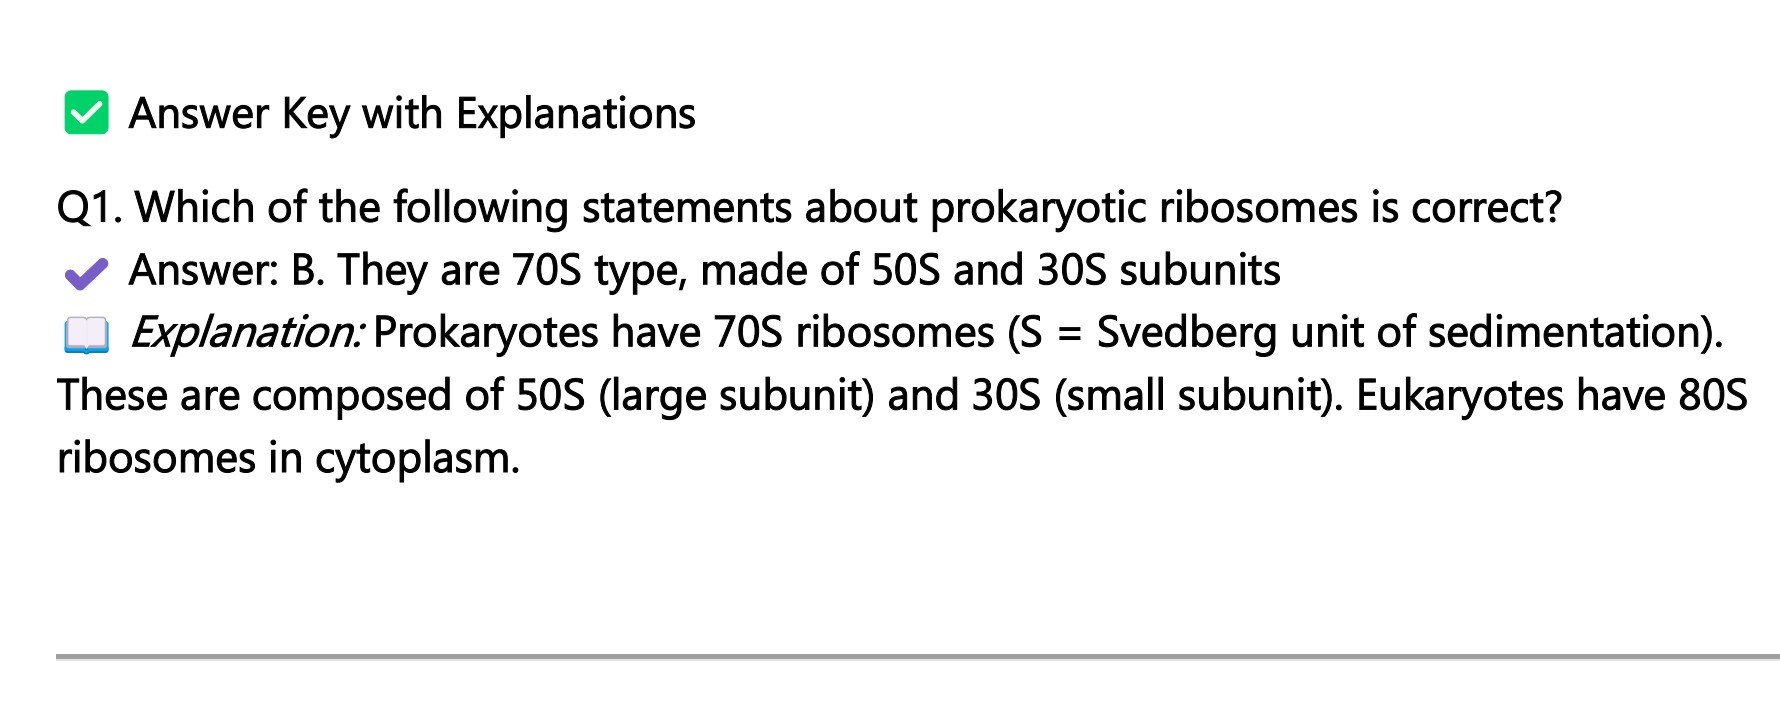 ✅ Answer Key with Explanations
Q1. Which of the following statements about prokaryotic ribosomes is correct?
✔ Answer: B. They are 70S type, made of 50S and 30S subunits
📖 Explanation: Prokaryotes have 70S ribosomes (S = Svedberg unit of sedimentation).
These are composed of 50S (large subunit) and 30S (small subunit). Eukaryotes have 80S
ribosomes in cytoplasm.